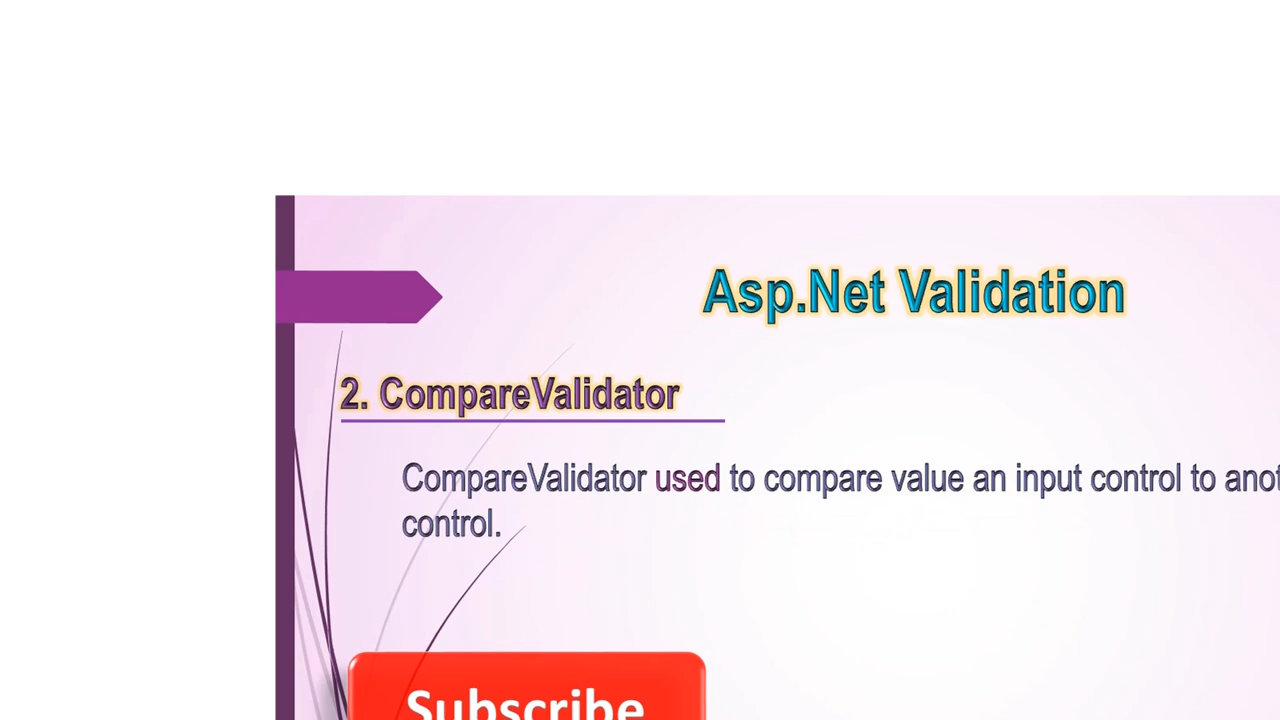 Asp.Net Validation
2. CompareValidator
CompareValidator used to compare value an input control to
control.
Subscribe